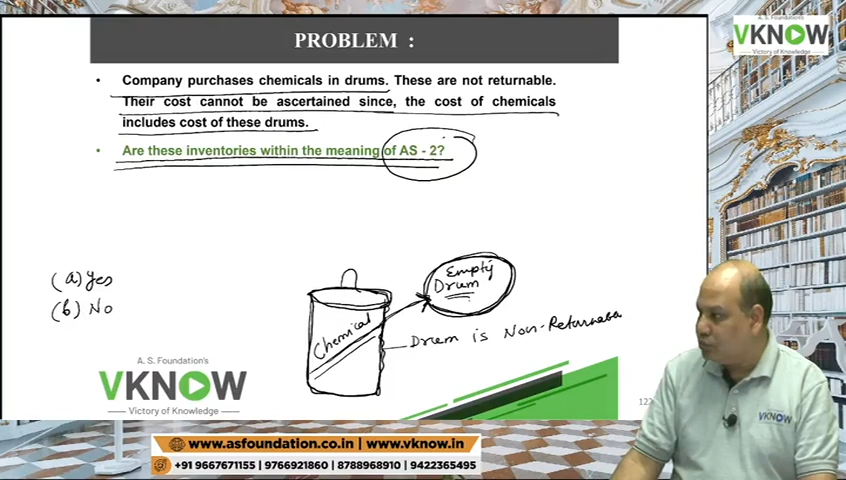 PROBLEM :
A. S. Foundation's
VKNOW
Victory of Knowledge
• Company purchases chemicals in drums. These are not returnable.
Their cost cannot be ascertained since, the cost of chemicals
includes cost of these drums.
• Are these inventories within the meaning of AS - 2?
(a) Yes
(b) No
Empty
Drum
Chemical
Drum is Non-Returnable
A. S. Foundation's
VKNOW
Victory of Knowledge
VKNOW
www.asfoundation.co.in | www.vknow.in
+91 9667671155 | 9766921860 | 8788968910 | 9422365495